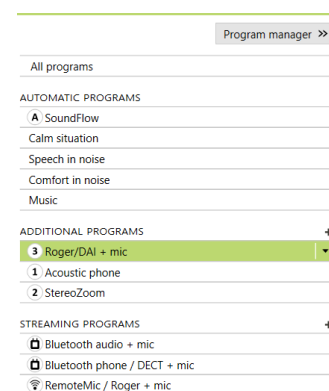 Program manager >>
All programs
AUTOMATIC PROGRAMS
A SoundFlow
Calm situation
Speech in noise
Comfort in noise
Music
ADDITIONAL PROGRAMS +
3 Roger/DAI + mic
1 Acoustic phone
2 StereoZoom
STREAMING PROGRAMS +
Bluetooth audio + mic
Bluetooth phone / DECT + mic
RemoteMic / Roger + mic